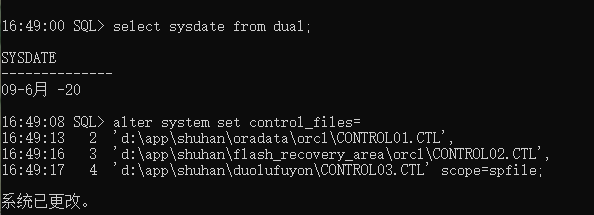 16:49:00 SQL> select sysdate from dual;
SYSDATE
--------------
09-6月 -20
16:49:08 SQL> alter system set control_files=
16:49:13   2  'd:\app\shuhan\oradata\orcl\CONTROL01.CTL',
16:49:16   3  'd:\app\shuhan\flash_recovery_area\orcl\CONTROL02.CTL',
16:49:17   4  'd:\app\shuhan\duolufuyon\CONTROL03.CTL' scope=spfile;
系统已更改。